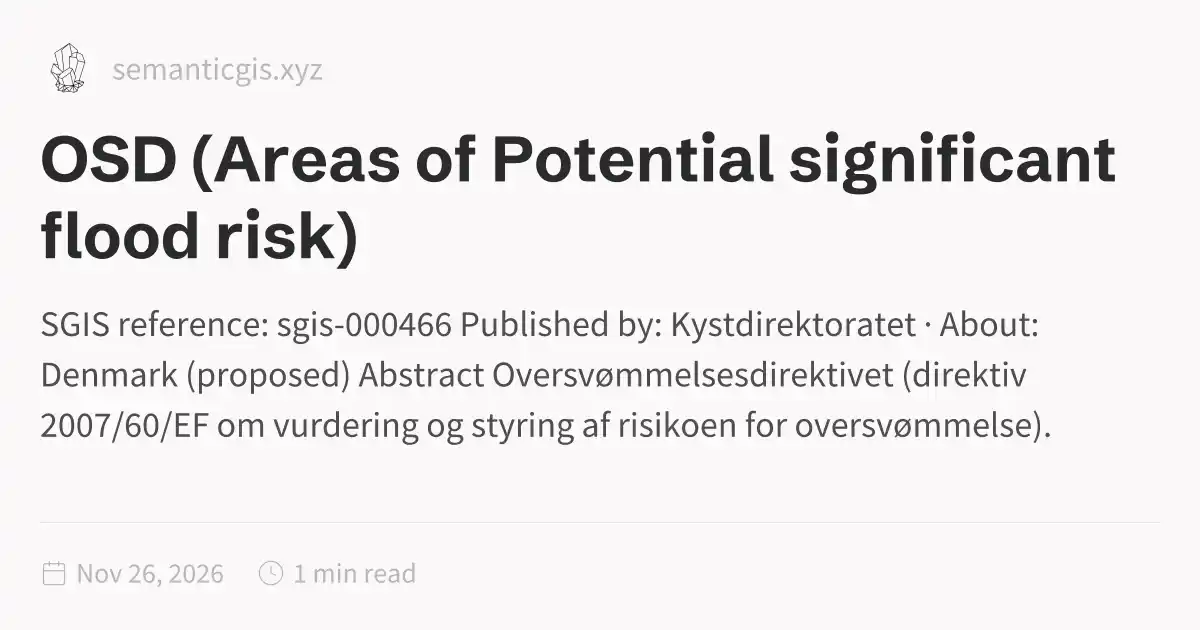 semanticgis.xyz
OSD (Areas of Potential significant
flood risk)
SGIS reference: sgis-000466 Published by: Kystdirektoratet · About:
Denmark (proposed) Abstract Oversvømmelsesdirektivet (direktiv
2007/60/EF om vurdering og styring af risikoen for oversvømmelse).
Nov 26, 2026 1 min read